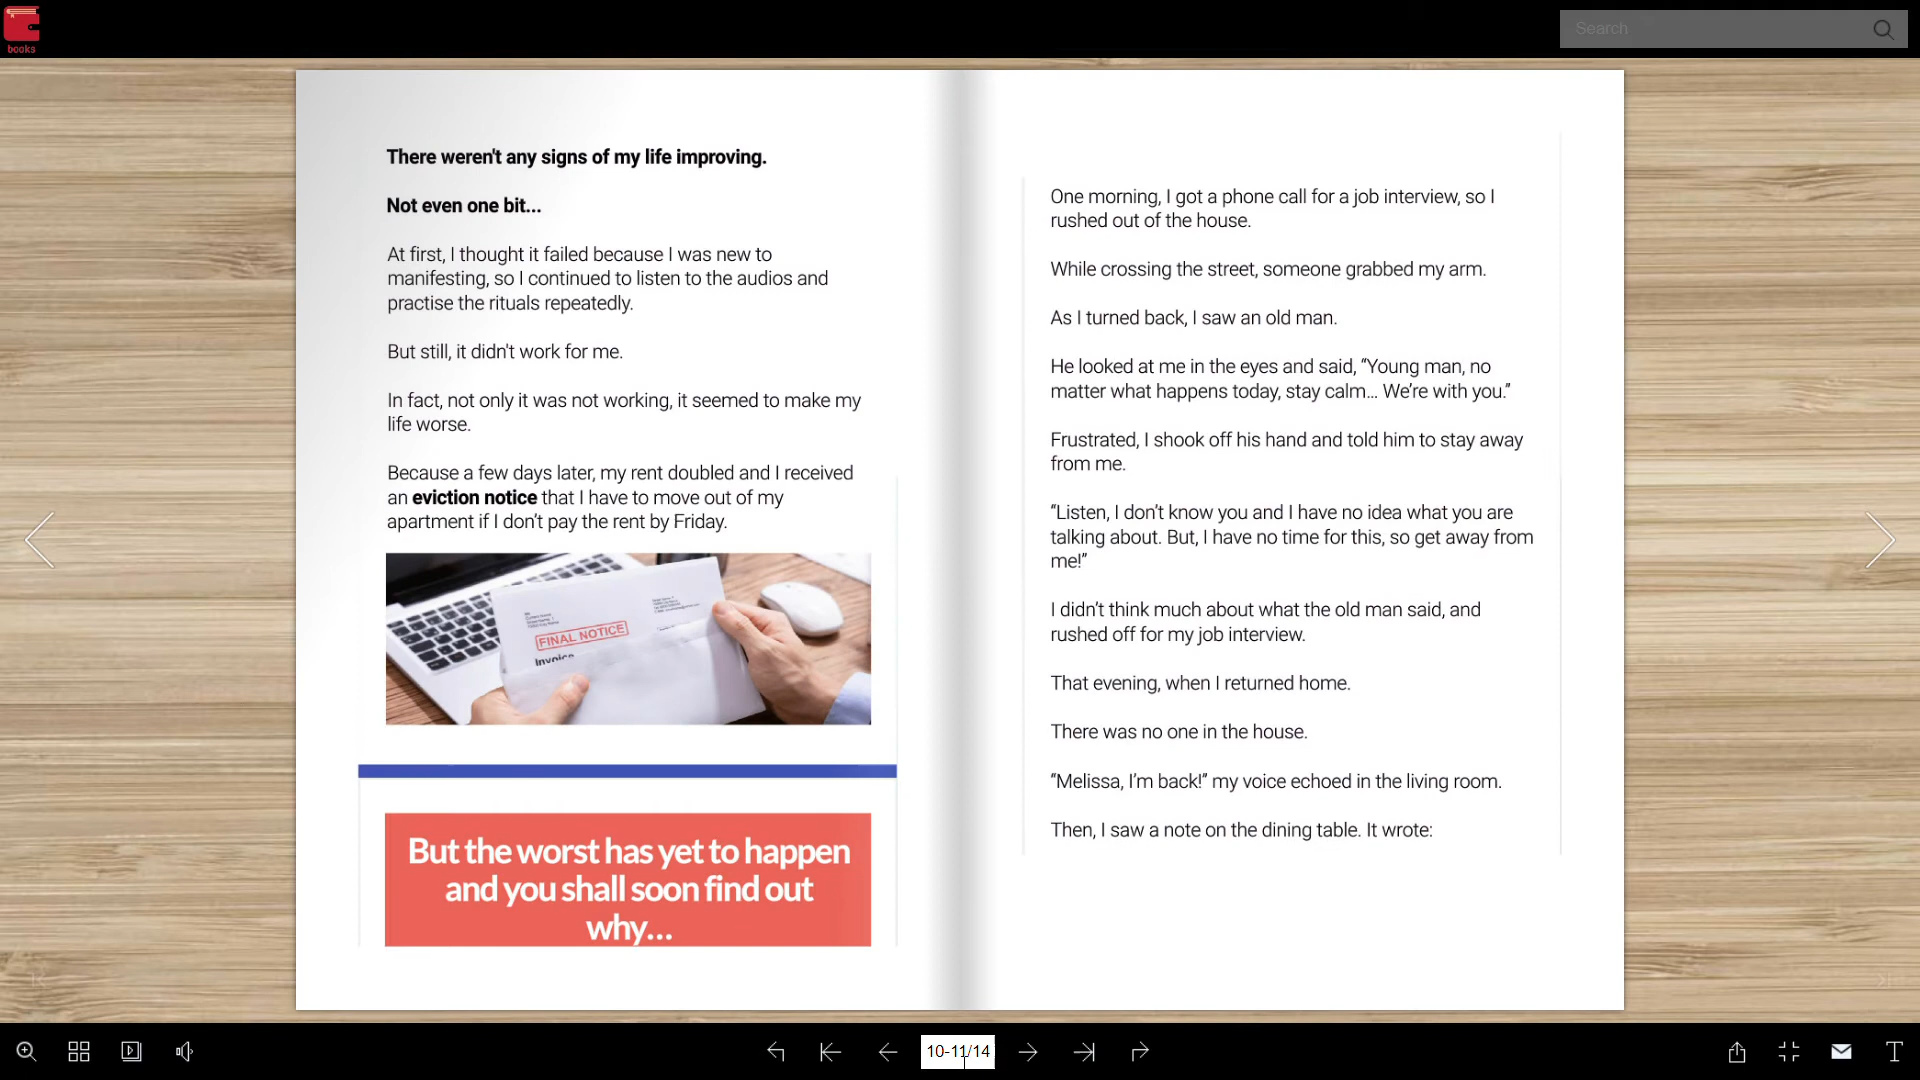 books
Search
There weren't any signs of my life improving.
Not even one bit...
At first, I thought it failed because I was new to
manifesting, so I continued to listen to the audios and
practise the rituals repeatedly.
But still, it didn't work for me.
In fact, not only it was not working, it seemed to make my
life worse.
Because a few days later, my rent doubled and I received
an eviction notice that I have to move out of my
apartment if I don't pay the rent by Friday.
FINAL NOTICE
Invoice
But the worst has yet to happen
and you shall soon find out
why...
One morning, I got a phone call for a job interview, so I
rushed out of the house.
While crossing the street, someone grabbed my arm.
As I turned back, I saw an old man.
He looked at me in the eyes and said, “Young man, no
matter what happens today, stay calm... We’re with you.”
Frustrated, I shook off his hand and told him to stay away
from me.
“Listen, I don’t know you and I have no idea what you are
talking about. But, I have no time for this, so get away from
me!”
I didn’t think much about what the old man said, and
rushed off for my job interview.
That evening, when I returned home.
There was no one in the house.
“Melissa, I’m back!” my voice echoed in the living room.
Then, I saw a note on the dining table. It wrote:
10-11/14